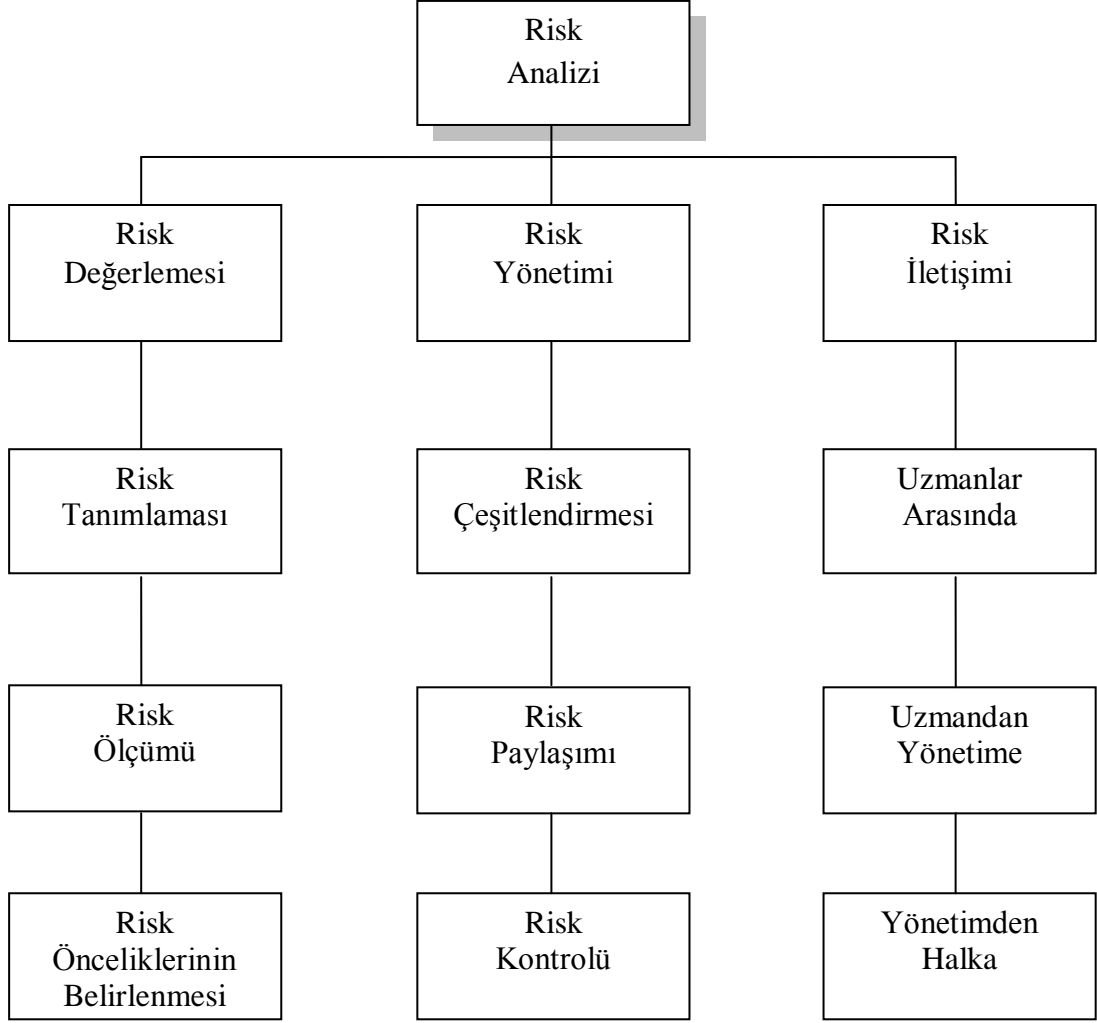 Risk
Analizi
Risk
Değerlemesi
Risk
Yönetimi
Risk
İletişimi
Risk
Tanımlaması
Risk
Çeşitlendirmesi
Uzmanlar
Arasında
Risk
Ölçümü
Risk
Paylaşımı
Uzmandan
Yönetime
Risk
Önceliklerinin
Belirlenmesi
Risk
Kontrolü
Yönetimden
Halka